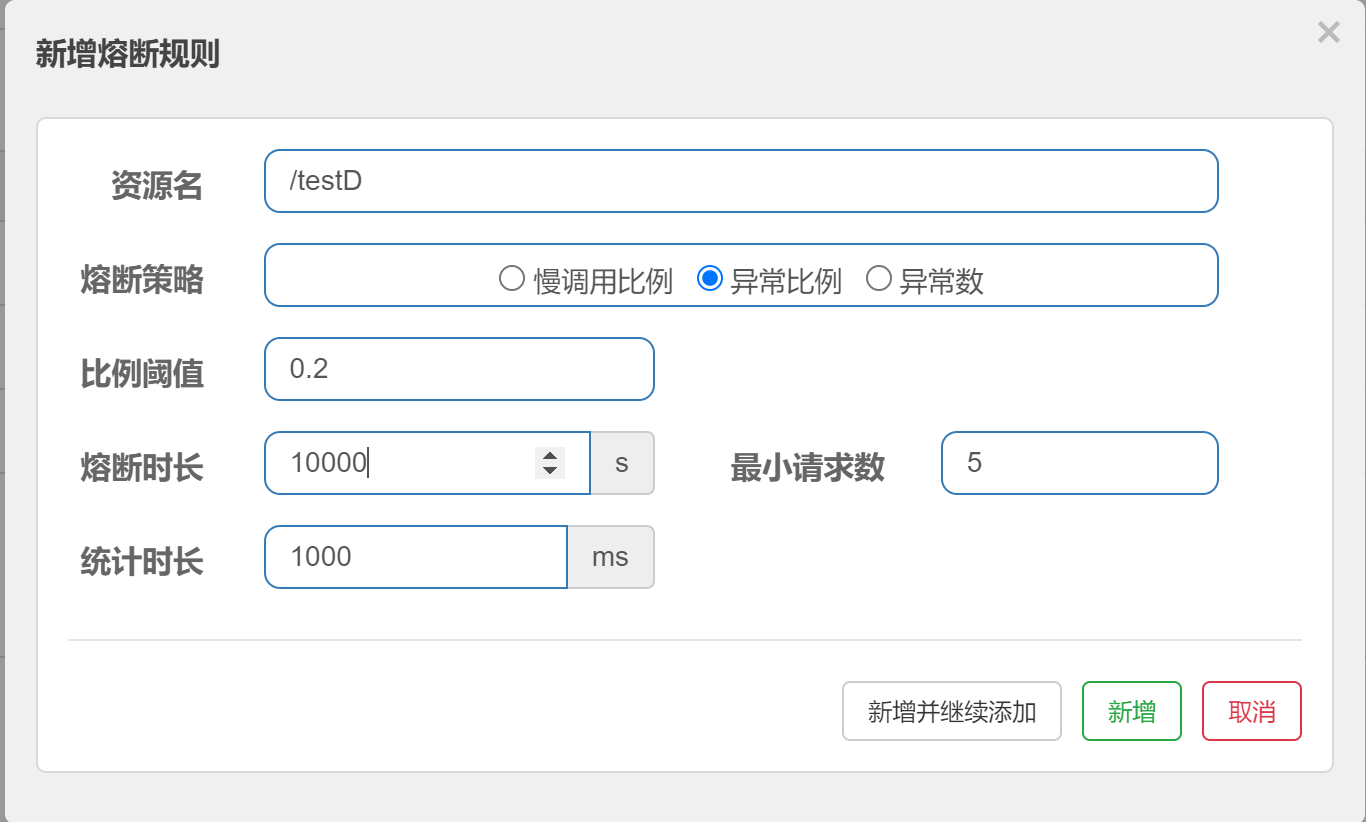 新增熔断规则
×
资源名 /testD
熔断策略 慢调用比例 异常比例 异常数
比例阈值 0.2
熔断时长 10000 s 最小请求数 5
统计时长 1000 ms
新增并继续添加 新增 取消